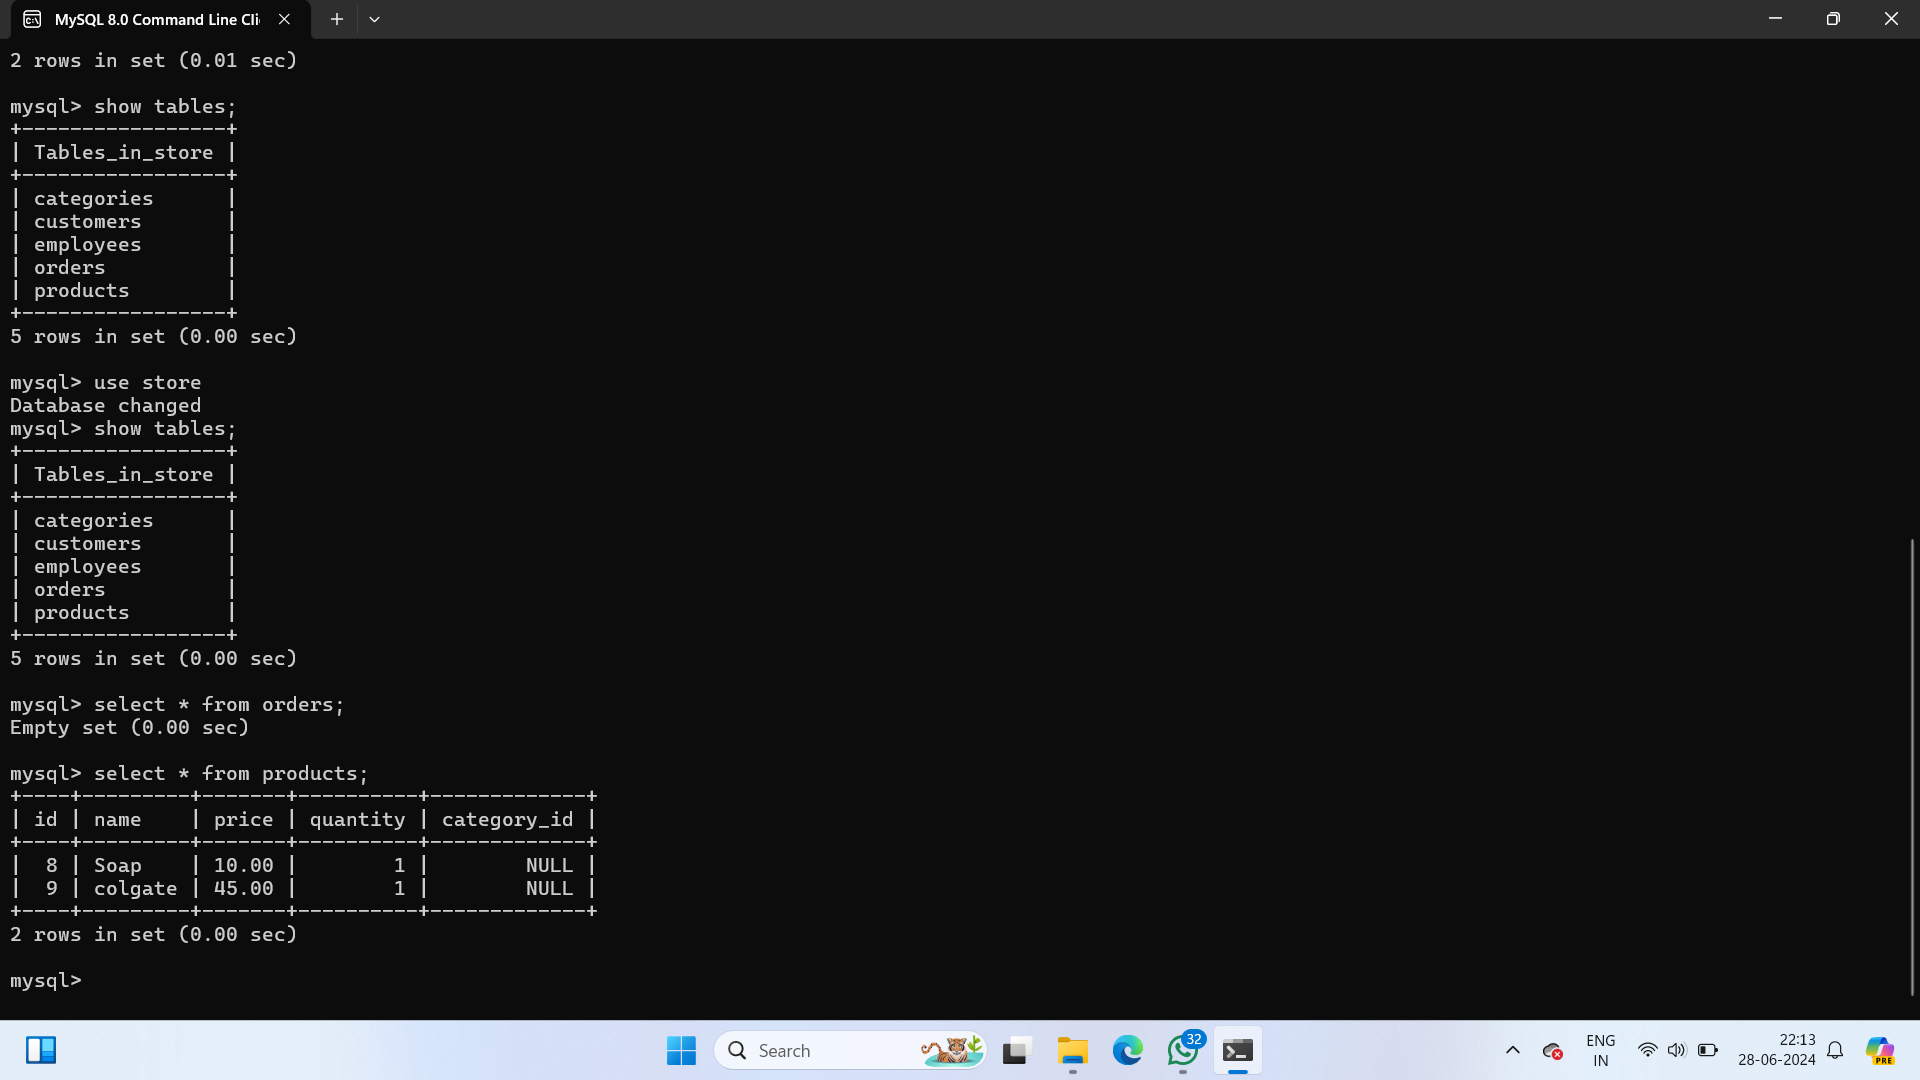 MySQL 8.0 Command Line Cli
2 rows in set (0.01 sec)
mysql> show tables;
+-----------------+
| Tables_in_store |
+-----------------+
| categories      |
| customers       |
| employees       |
| orders          |
| products        |
+-----------------+
5 rows in set (0.00 sec)
mysql> use store
Database changed
mysql> show tables;
+-----------------+
| Tables_in_store |
+-----------------+
| categories      |
| customers       |
| employees       |
| orders          |
| products        |
+-----------------+
5 rows in set (0.00 sec)
mysql> select * from orders;
Empty set (0.00 sec)
mysql> select * from products;
+----+---------+-------+----------+-------------+
| id | name    | price | quantity | category_id |
+----+---------+-------+----------+-------------+
|  8 | Soap    | 10.00 |        1 |        NULL |
|  9 | colgate | 45.00 |        1 |        NULL |
+----+---------+-------+----------+-------------+
2 rows in set (0.00 sec)
mysql>
Search
32
ENG
IN
22:13
28-06-2024
PRE